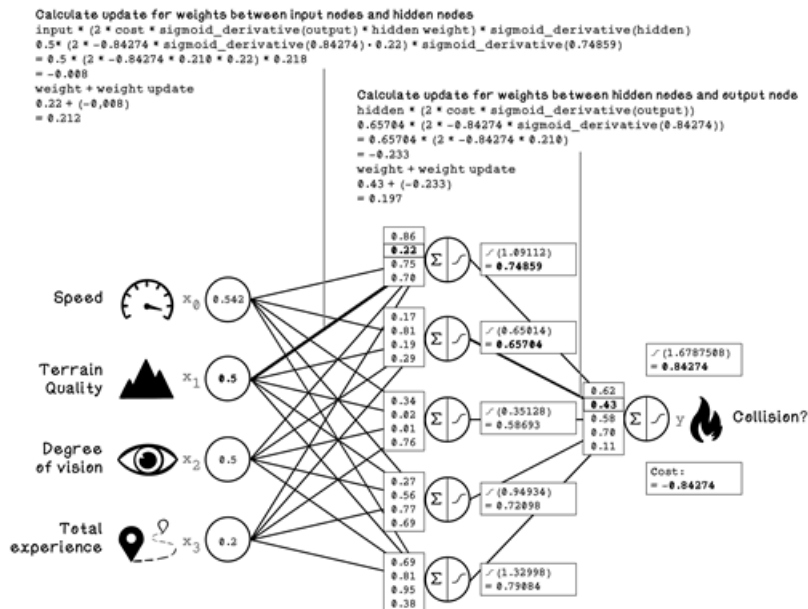 Calculate update for weights between input nodes and hidden nodes
input * (2 * cost * sigmoid_derivative(output) * hidden weight) * sigmoid_derivative(hidden)
0.5* (2 * -0.84274 * sigmoid_derivative(0.84274) · 0.22) * sigmoid_derivative(0.74859)
= 0.5 * (2 * -0.84274 * 0.210 * 0.22) * 0.218
= -0.008
weight + weight update
0.22 + (-0,008)
= 0.212
Calculate update for weights between hidden nodes and output node
hidden * (2 * cost * sigmoid_derivative(output))
0.65704 * (2 * -0.84274 * sigmoid_derivative(0.84274))
= 0.65704 * (2 * -0.84274 * 0.210)
= -0.233
weight + weight update
0.43 + (-0.233)
= 0.197
Speed
x0
0.542
Terrain
Quality
x1
0.5
Degree
of vision
x2
0.5
Total
experience
x3
0.2
0.86
0.22
0.75
0.70
Σ
(1.09112)
= 0.74859
0.17
0.81
0.19
0.29
Σ
(0.65014)
= 0.65704
0.34
0.02
0.01
0.76
Σ
(0.35128)
= 0.58693
0.27
0.56
0.77
0.69
Σ
(0.94934)
= 0.72098
0.69
0.81
0.95
0.38
Σ
(1.32998)
= 0.79084
0.62
0.43
0.58
0.70
0.11
Σ
(1.6787508)
= 0.84274
y
Collision?
Cost:
= -0.84274